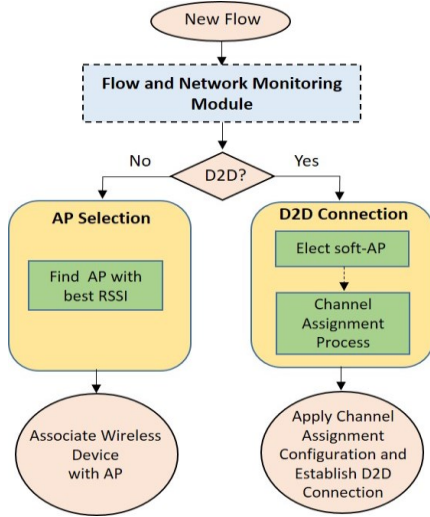 New Flow
Flow and Network Monitoring
Module
No
D2D?
Yes
AP Selection
Find AP with
best RSSI
Associate Wireless
Device
with AP
D2D Connection
Elect soft-AP
Channel
Assignment
Process
Apply Channel
Assignment
Configuration and
Establish D2D
Connection